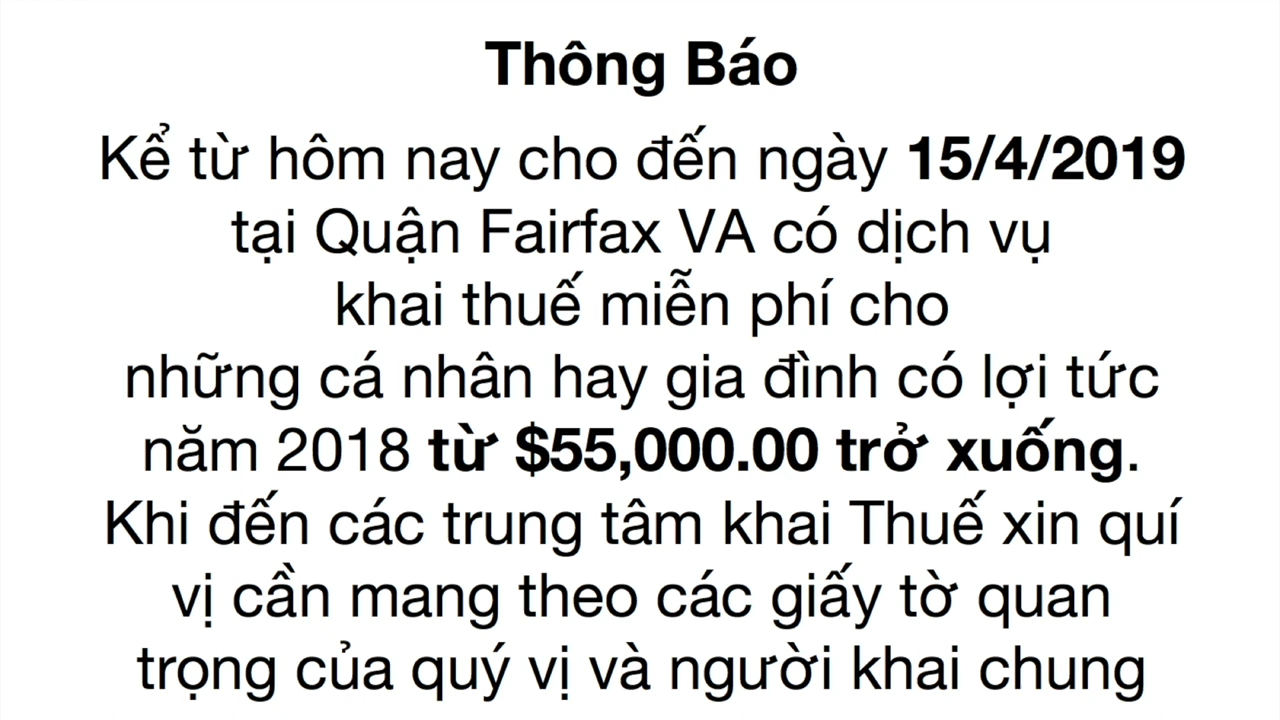 Thông Báo
Kể từ hôm nay cho đến ngày 15/4/2019
tại Quận Fairfax VA có dịch vụ
khai thuế miễn phí cho
những cá nhân hay gia đình có lợi tức
năm 2018 từ $55,000.00 trở xuống.
Khi đến các trung tâm khai Thuế xin quí
vị cần mang theo các giấy tờ quan
trọng của quý vị và người khai chung